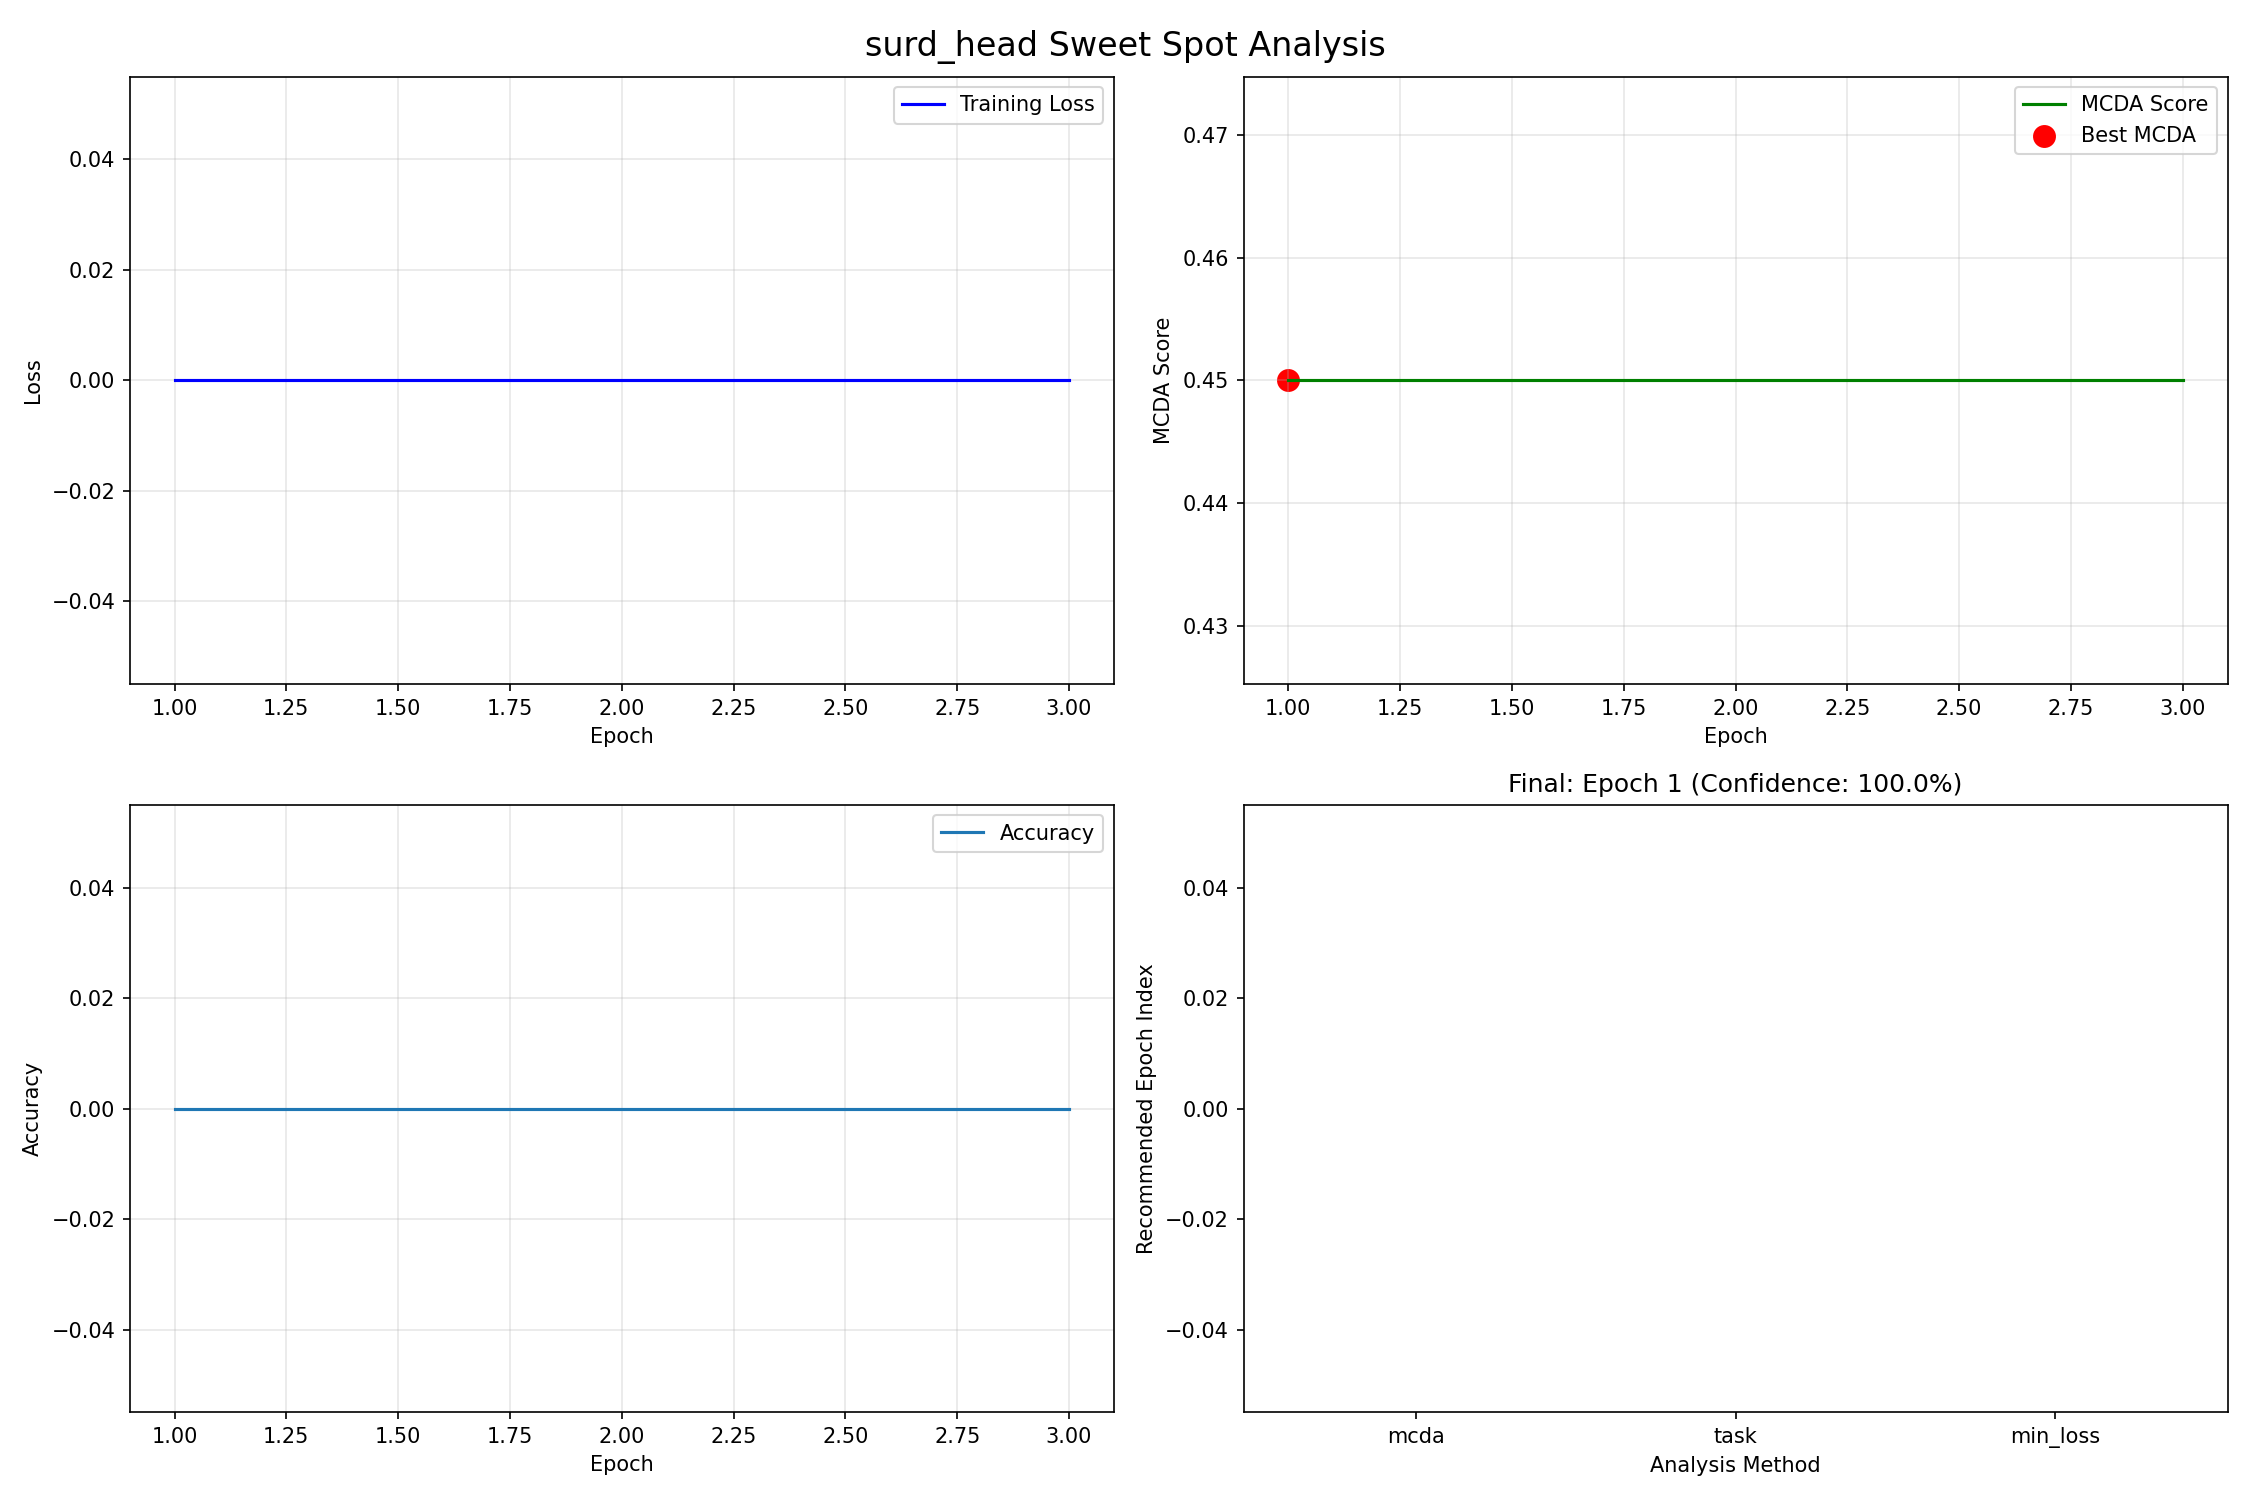 surd_head Sweet Spot Analysis
Training Loss
0.04
0.02
0.00
−0.02
−0.04
Loss
1.00 1.25 1.50 1.75 2.00 2.25 2.50 2.75 3.00
Epoch
MCDA Score
Best MCDA
0.47
0.46
0.45
0.44
0.43
MCDA Score
1.00 1.25 1.50 1.75 2.00 2.25 2.50 2.75 3.00
Epoch
Accuracy
0.04
0.02
0.00
−0.02
−0.04
Accuracy
1.00 1.25 1.50 1.75 2.00 2.25 2.50 2.75 3.00
Epoch
Final: Epoch 1 (Confidence: 100.0%)
0.04
0.02
0.00
−0.02
−0.04
Recommended Epoch Index
mcda task min_loss
Analysis Method